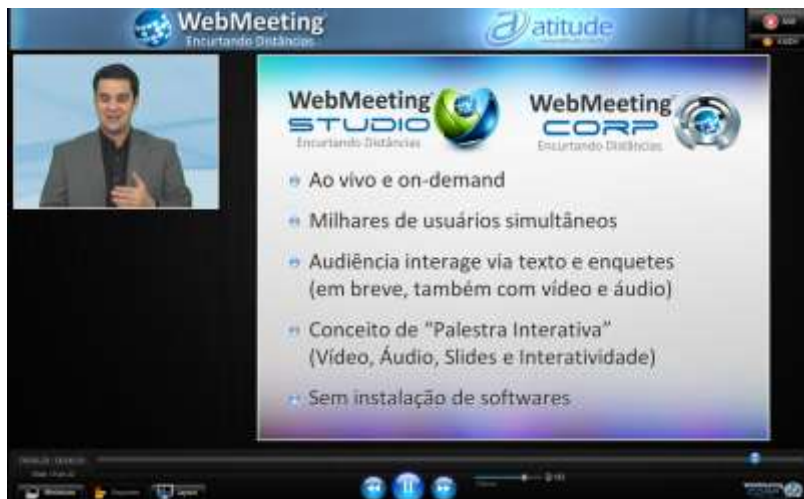 WebMeeting
Encurtando Distâncias
atitude
WebMeeting
STUDIO
Encurtando Distâncias
WebMeeting
CORP
Encurtando Distâncias
Ao vivo e on-demand
Milhares de usuários simultâneos
Audiência interage via texto e enquetes
(em breve, também com vídeo e áudio)
Conceito de “Palestra Interativa”
(Vídeo, Áudio, Slides e Interatividade)
Sem instalação de softwares
WebMeeting
CORP